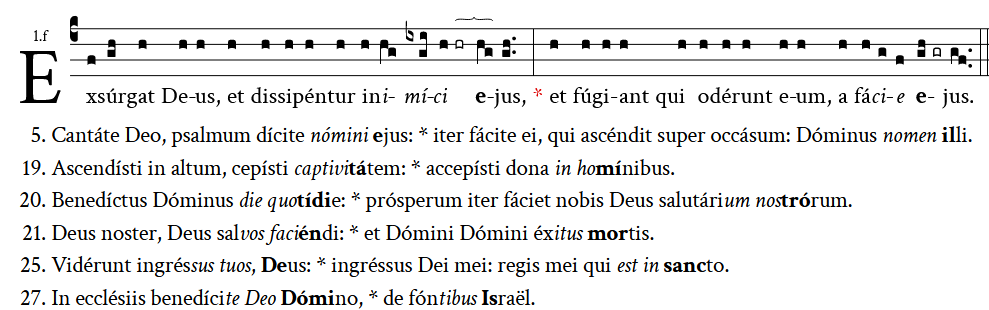 1.f
Exsúrgat De-us, et dissipéntur ini- mí-ci e-jus, * et fúgi-ant qui odérunt e-um, a fáci-e e- jus.
5. Cantáte Deo, psalmum dícite nómini ejus: * iter fácite ei, qui ascéndit super occásum: Dóminus nomen illi.
19. Ascendísti in altum, cepísti captivitátem: * accepísti dona in homínibus.
20. Benedíctus Dóminus die quotídie: * prósperum iter fáciet nobis Deus salutárium nostrórum.
21. Deus noster, Deus salvos faciéndi: * et Dómini Dómini éxitus mortis.
25. Vidérunt ingréssus tuos, Deus: * ingréssus Dei mei: regis mei qui est in sancto.
27. In ecclésiis benedícite Deo Dómino, * de fóntibus Israël.